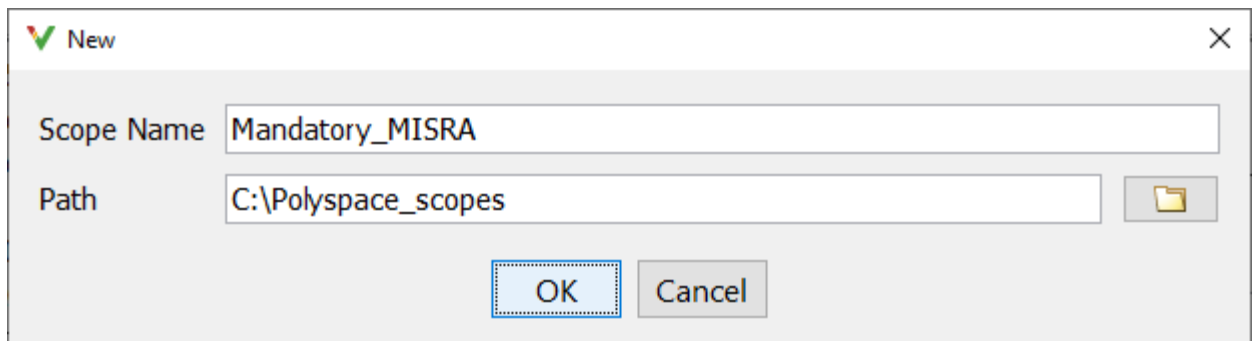 New
Scope Name Mandatory_MISRA
Path C:\Polyspace_scopes
OK Cancel